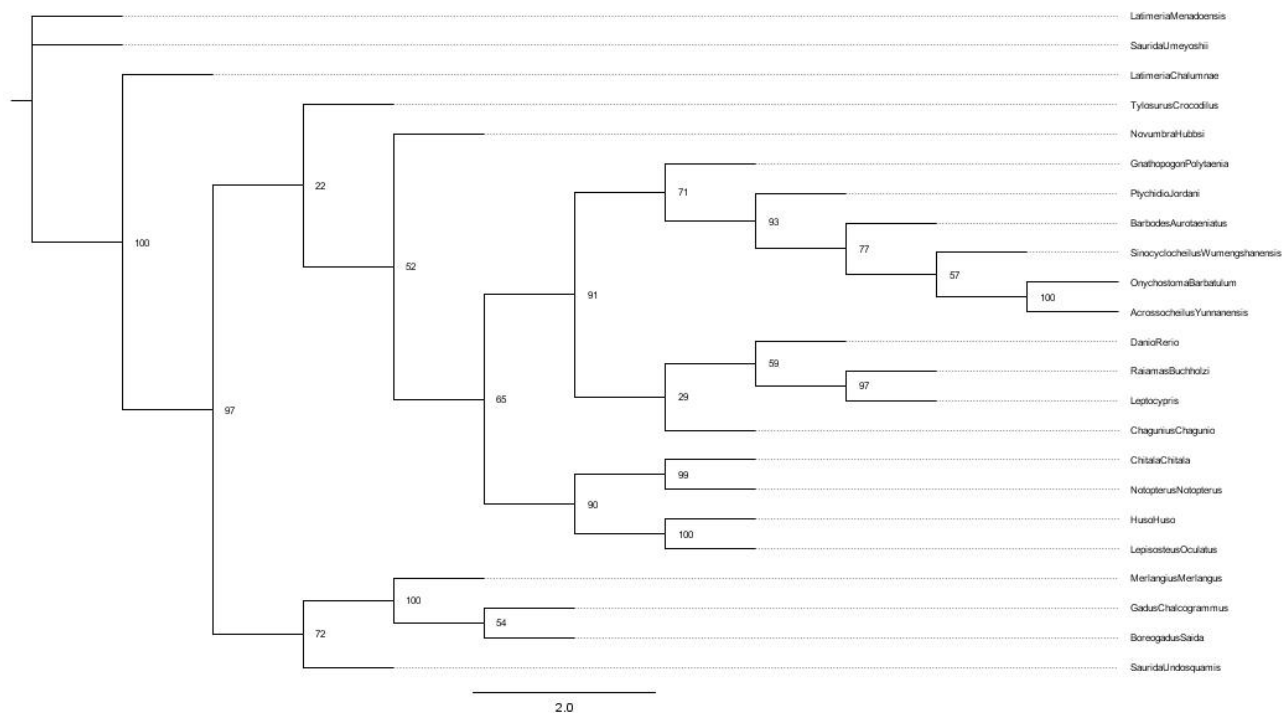 LatimeriaMenadoensis
SauridaUmeyoshii
LatimeriaChalumnae
TylosurusCrocodilus
22
NovumbraHubbsi
GnathopogonPolytaenia
71
PtychidioJordani
93
BarbodesAurotaeniatus
100
77
SinocyclocheilusWumengshanensis
52
57
OnychostomaBarbatulum
91
100
AcrossocheilusYunnanensis
DanioRerio
59
RaiamasBuchholzi
97
Leptocypris
65
29
97
ChaguniusChagunio
ChitalaChitala
99
NotopterusNotopterus
90
HusoHuso
100
LepisosteusOculatus
MerlangiusMerlangus
100
GadusChalcogrammus
54
72
BoreogadusSaida
SauridaUndosquamis
2.0